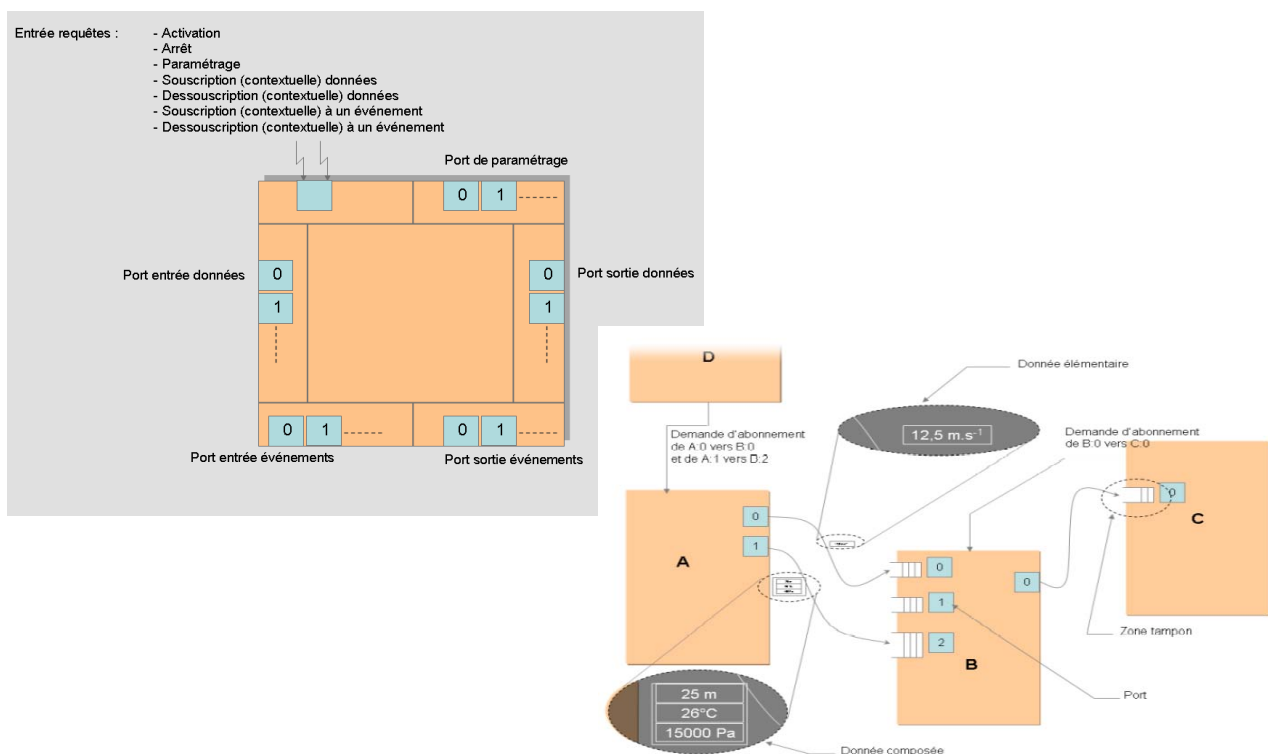 Entrée requêtes :
- Activation
- Arrêt
- Paramétrage
- Souscription (contextuelle) données
- Dessouscription (contextuelle) données
- Souscription (contextuelle) à un événement
- Dessouscription (contextuelle) à un événement
Port de paramétrage
0 1
Port entrée données
0
1
Port sortie données
0
1
0 1
0 1
Port entrée événements
Port sortie événements
D
Donnée élémentaire
12,5 m.s-1
Demande d'abonnement
de A:0 vers B:0
et de A:1 vers B:2
Demande d'abonnement
de B:0 vers C:0
A
0
1
0
1
2
B
0
0
C
Zone tampon
Port
25 m
26°C
15000 Pa
Donnée composée